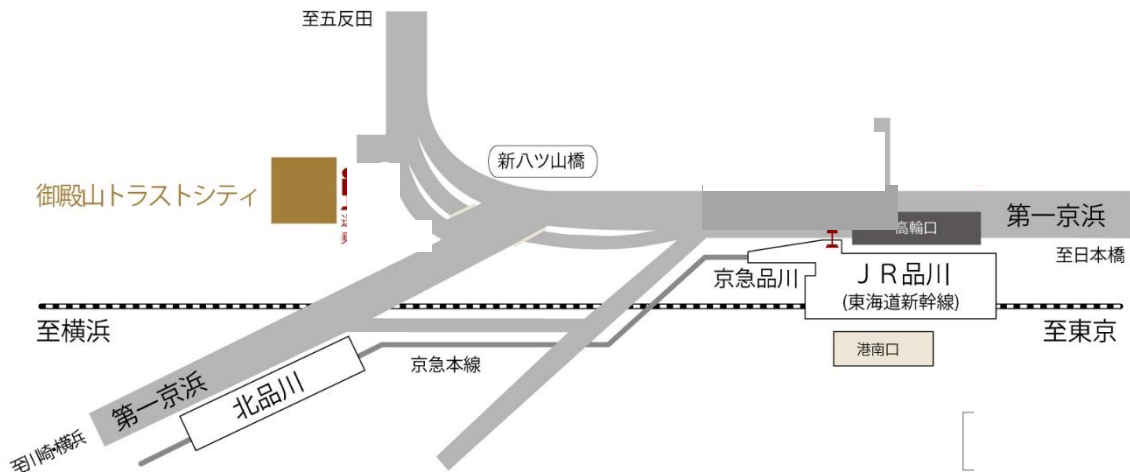 至五反田
新八ツ山橋
御殿山トラストシティ
第一京浜
高輪口
至日本橋
京急品川
JR品川
(東海道新幹線)
至横浜
至東京
港南口
京急本線
北品川
第一京浜
至川崎・横浜